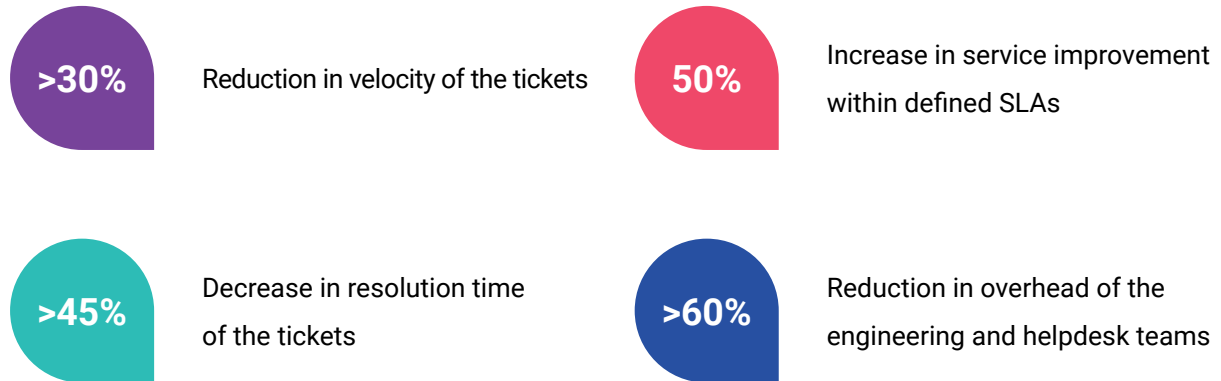 >30%
Reduction in velocity of the tickets
50%
Increase in service improvement
within defined SLAs
>45%
Decrease in resolution time
of the tickets
>60%
Reduction in overhead of the
engineering and helpdesk teams